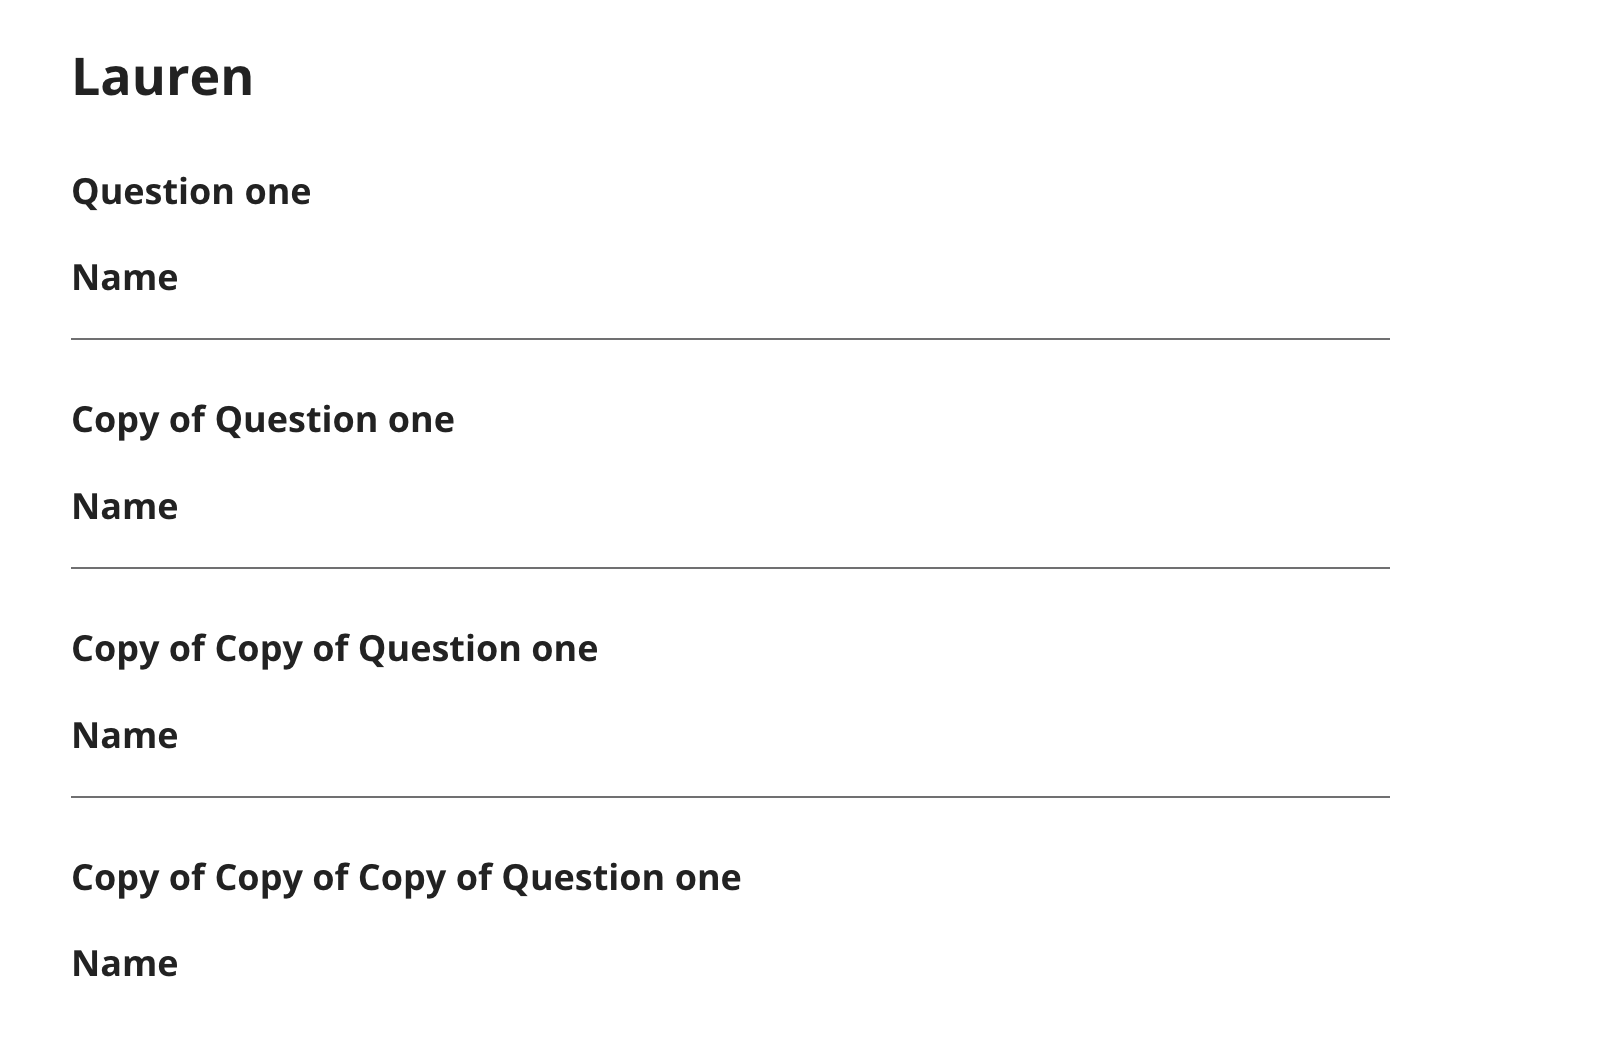 Lauren
Question one
Name
Copy of Question one
Name
Copy of Copy of Question one
Name
Copy of Copy of Copy of Question one
Name